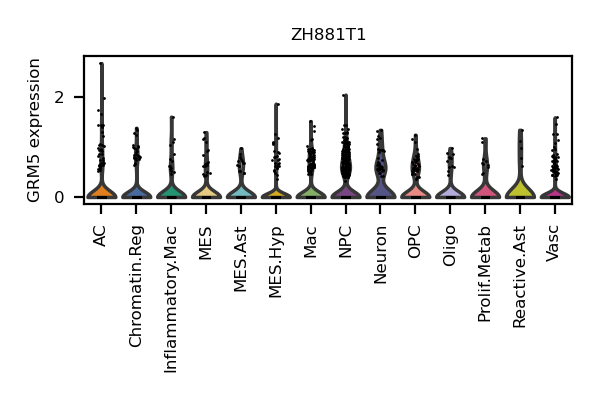 ZH881T1
GRM5 expression
2
0
AC
Chromatin.Reg
Inflammatory.Mac
MES
MES.Ast
MES.Hyp
Mac
NPC
Neuron
OPC
Oligo
Prolif.Metab
Reactive.Ast
Vasc